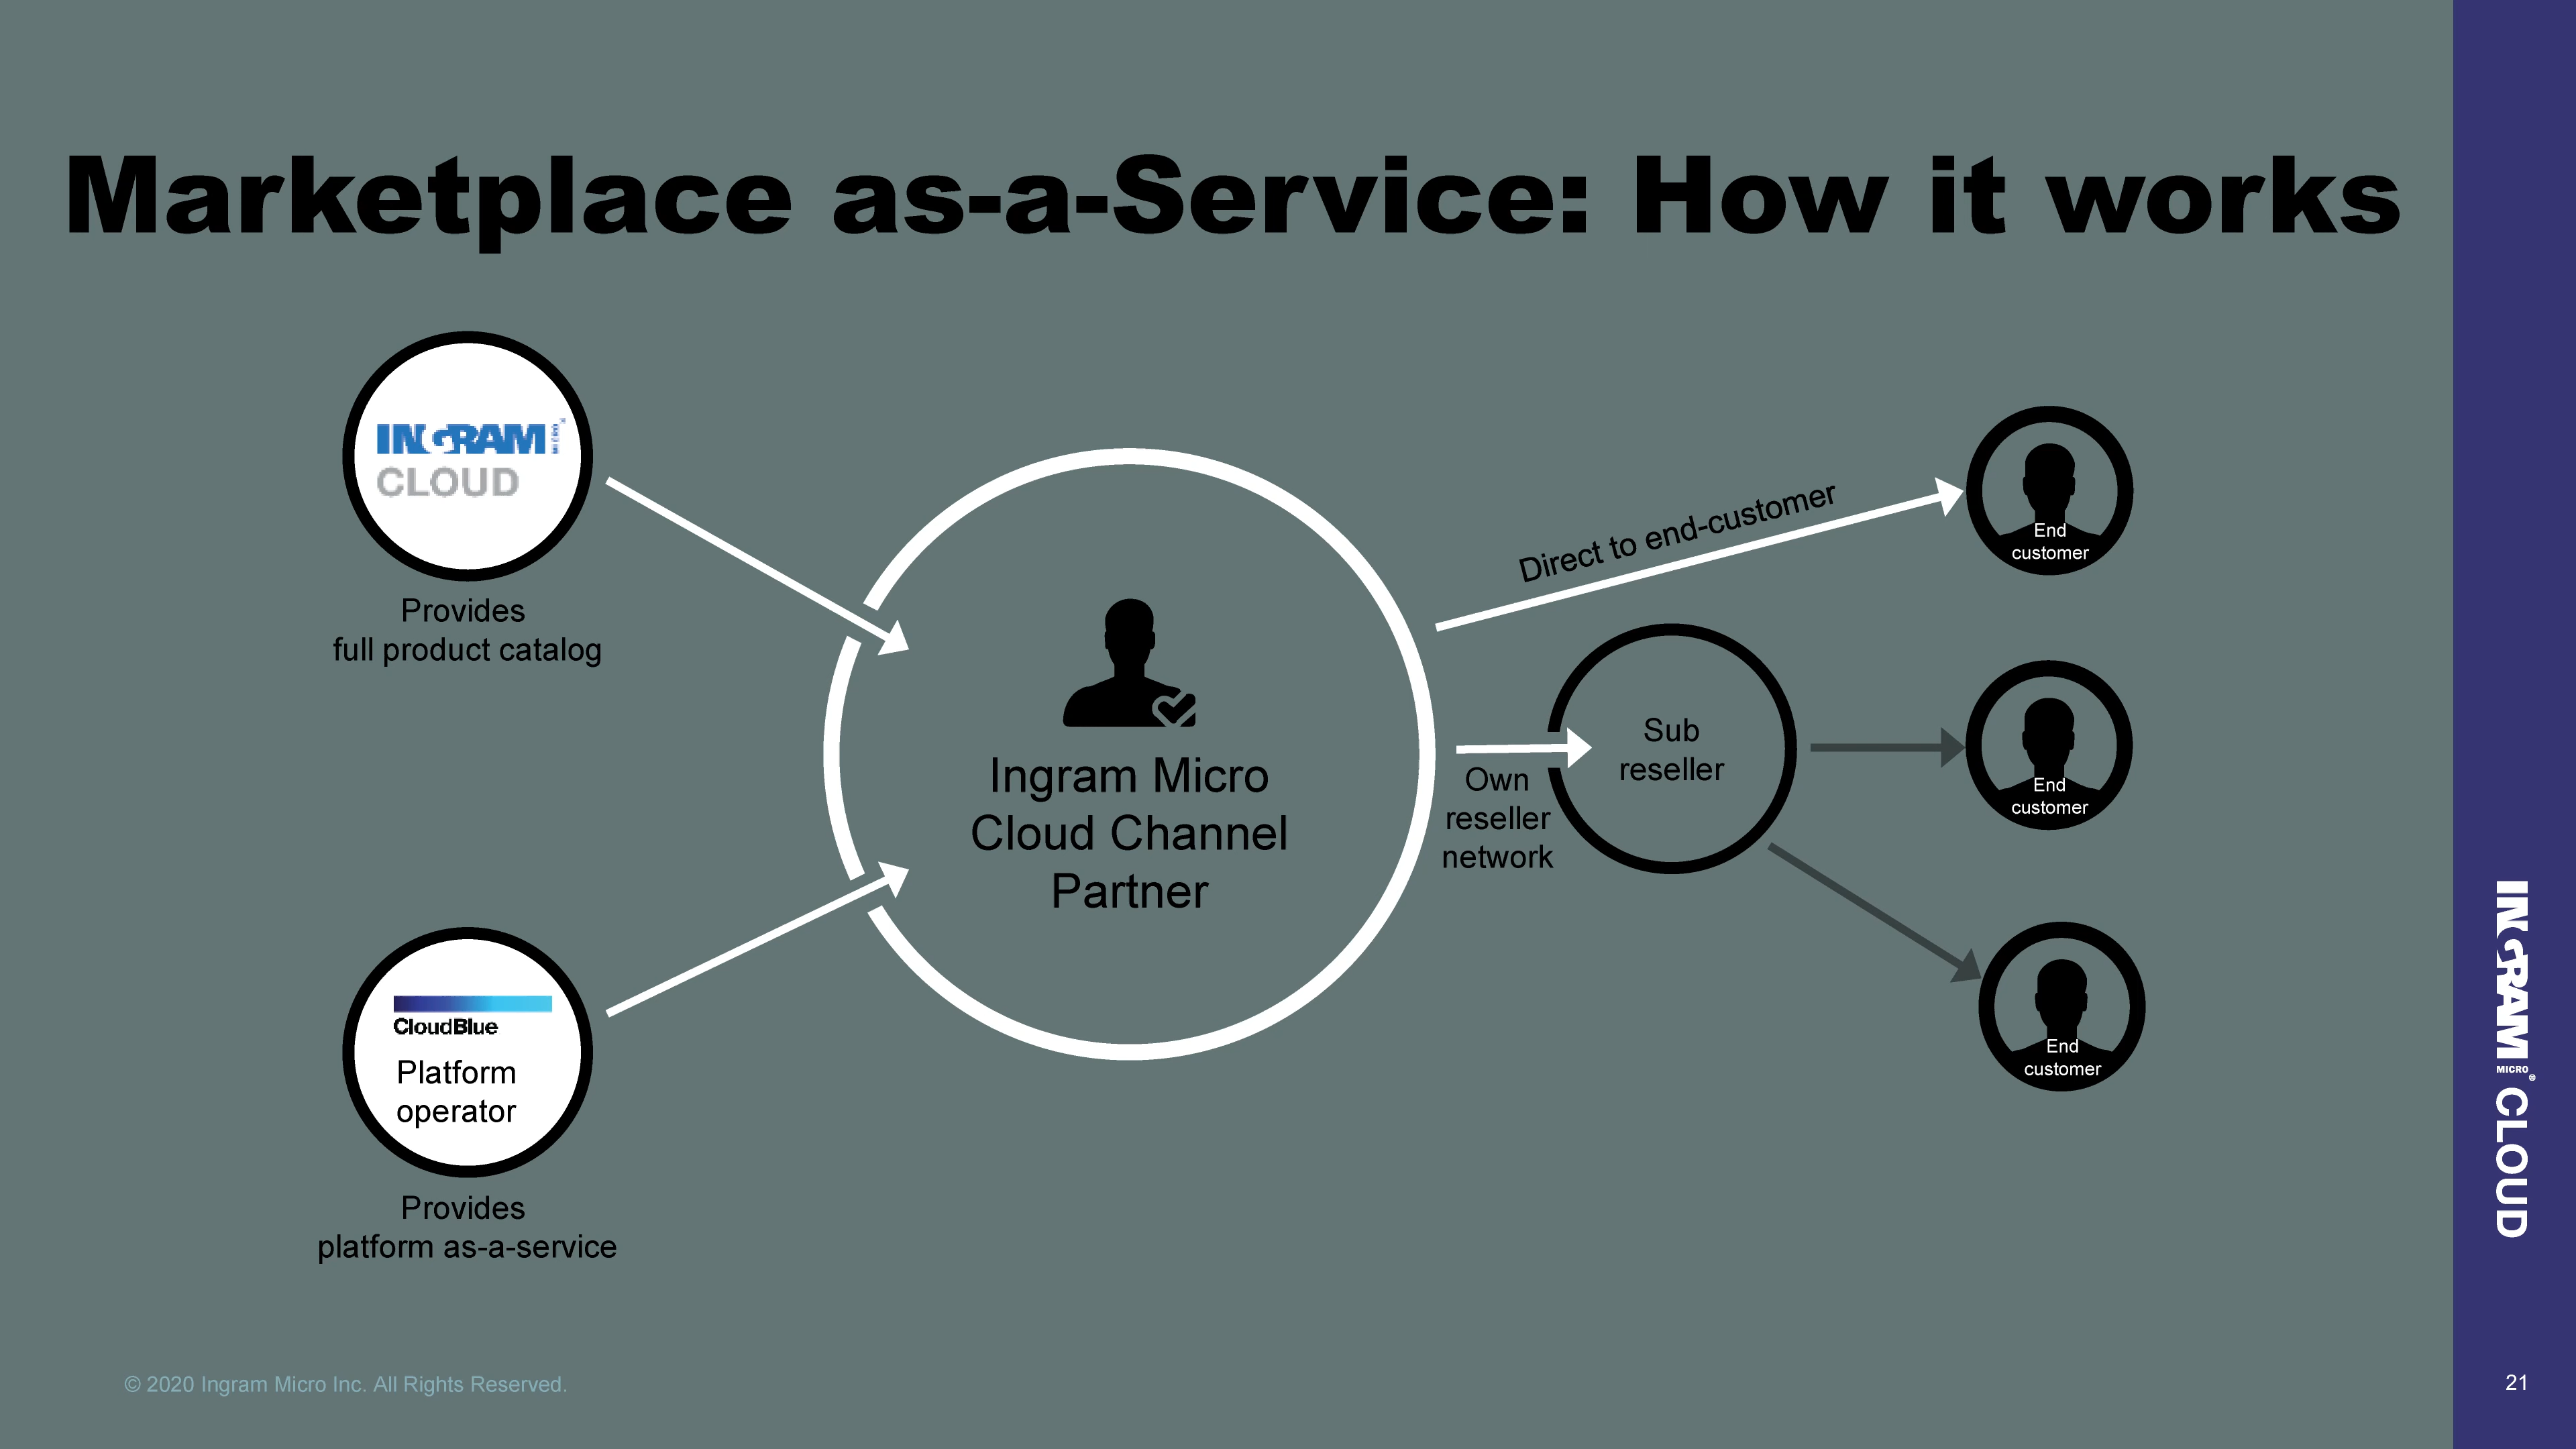 Marketplace as-a-Service: How it works
INGRAM MICRO
CLOUD
Provides
full product catalog
CloudBlue
Platform
operator
Provides
platform as-a-service
Ingram Micro
Cloud Channel
Partner
Direct to end-customer
Own
reseller
network
Sub
reseller
End
customer
End
customer
End
customer
INGRAM MICRO® CLOUD
© 2020 Ingram Micro Inc. All Rights Reserved.
21